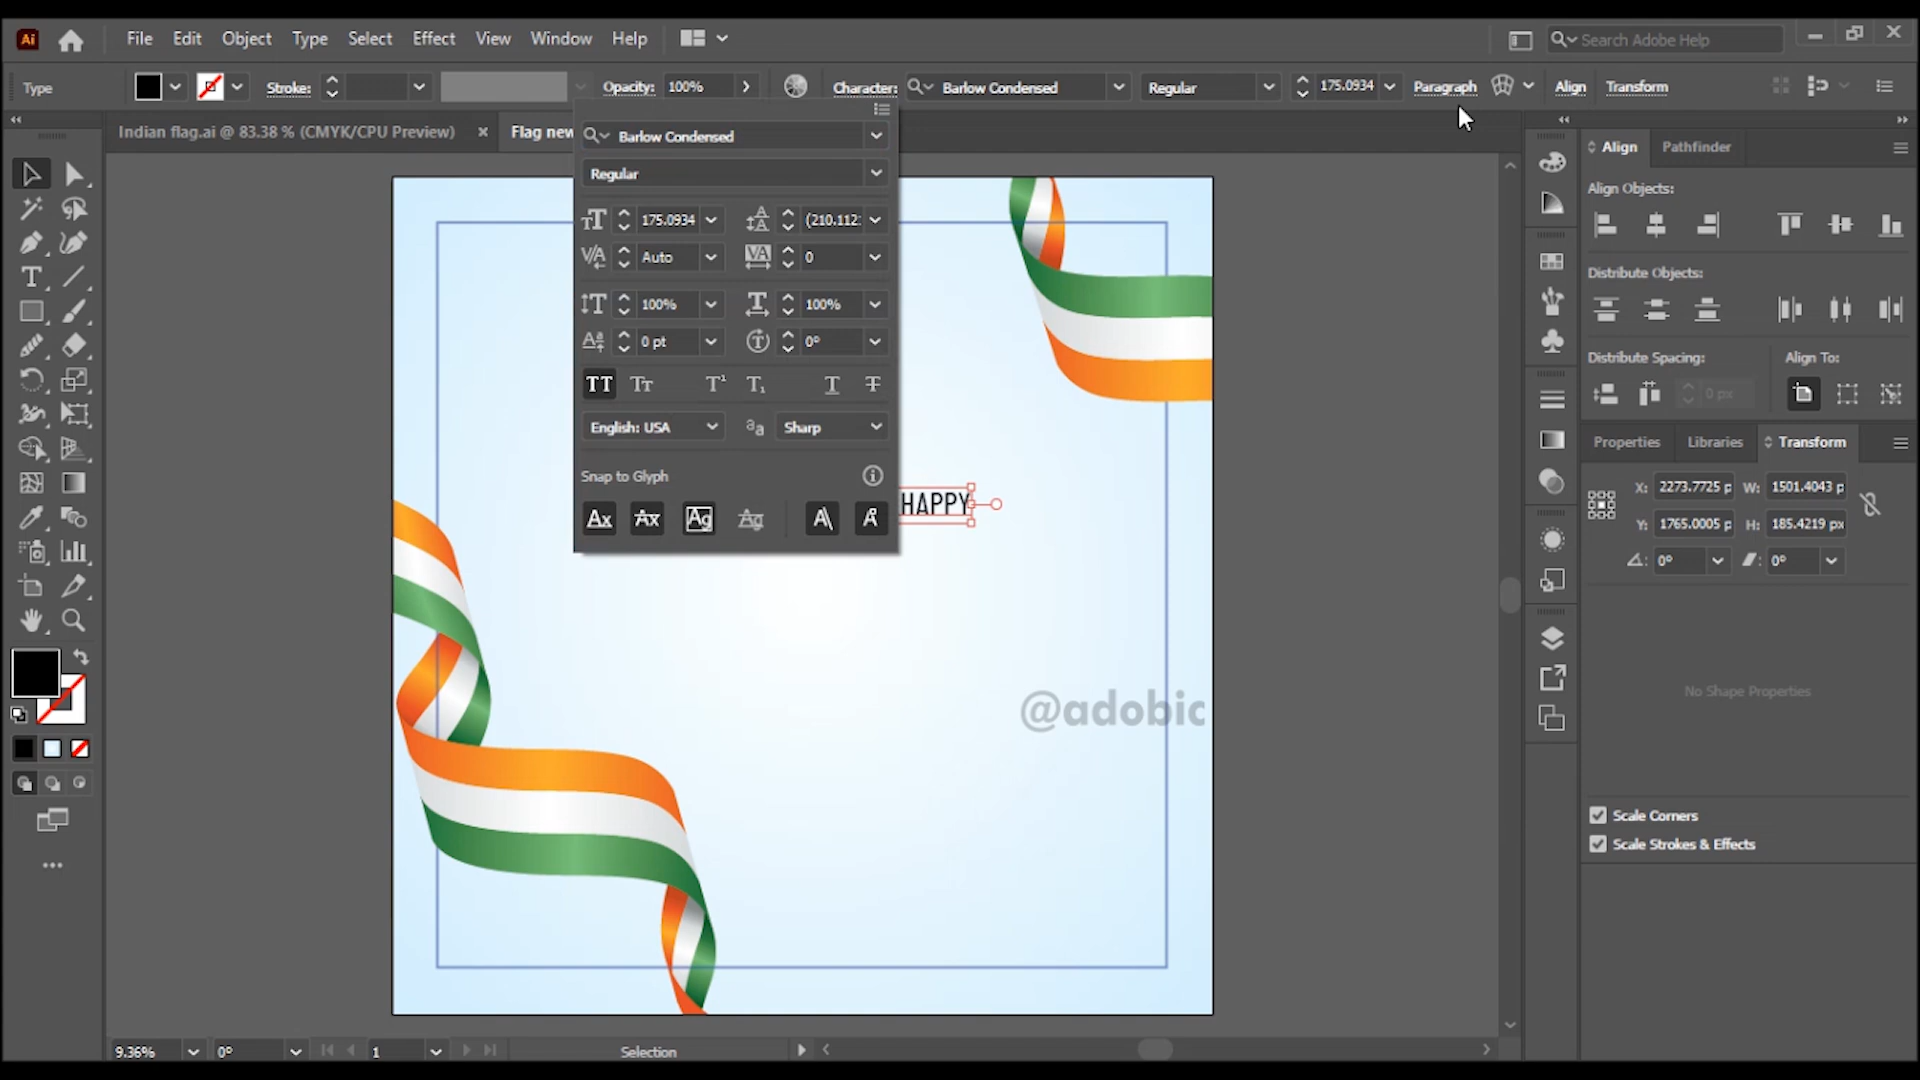 Ai File Edit Object Type Select Effect View Window Help Search Adobe Help
Type Stroke: Opacity: 100% Character: Barlow Condensed Regular 175.0934 Paragraph Align Transform
Indian flag.ai @ 83.38 % (CMYK/CPU Preview) × Flag new
Barlow Condensed
Regular
175.0934 (210.112
Auto 0
100% 100%
0 pt 0°
English: USA Sharp
Snap to Glyph
HAPPY
@adobic
Align Pathfinder
Align Objects:
Distribute Objects:
Distribute Spacing: Align To:
0 px
Properties Libraries Transform
X: 2273.7725 p W: 1501.4043 p
Y: 1765.0005 p H: 185.4219 px
0° 0°
No Shape Properties
Scale Corners
Scale Strokes & Effects
9.36% 0° 1 Selection